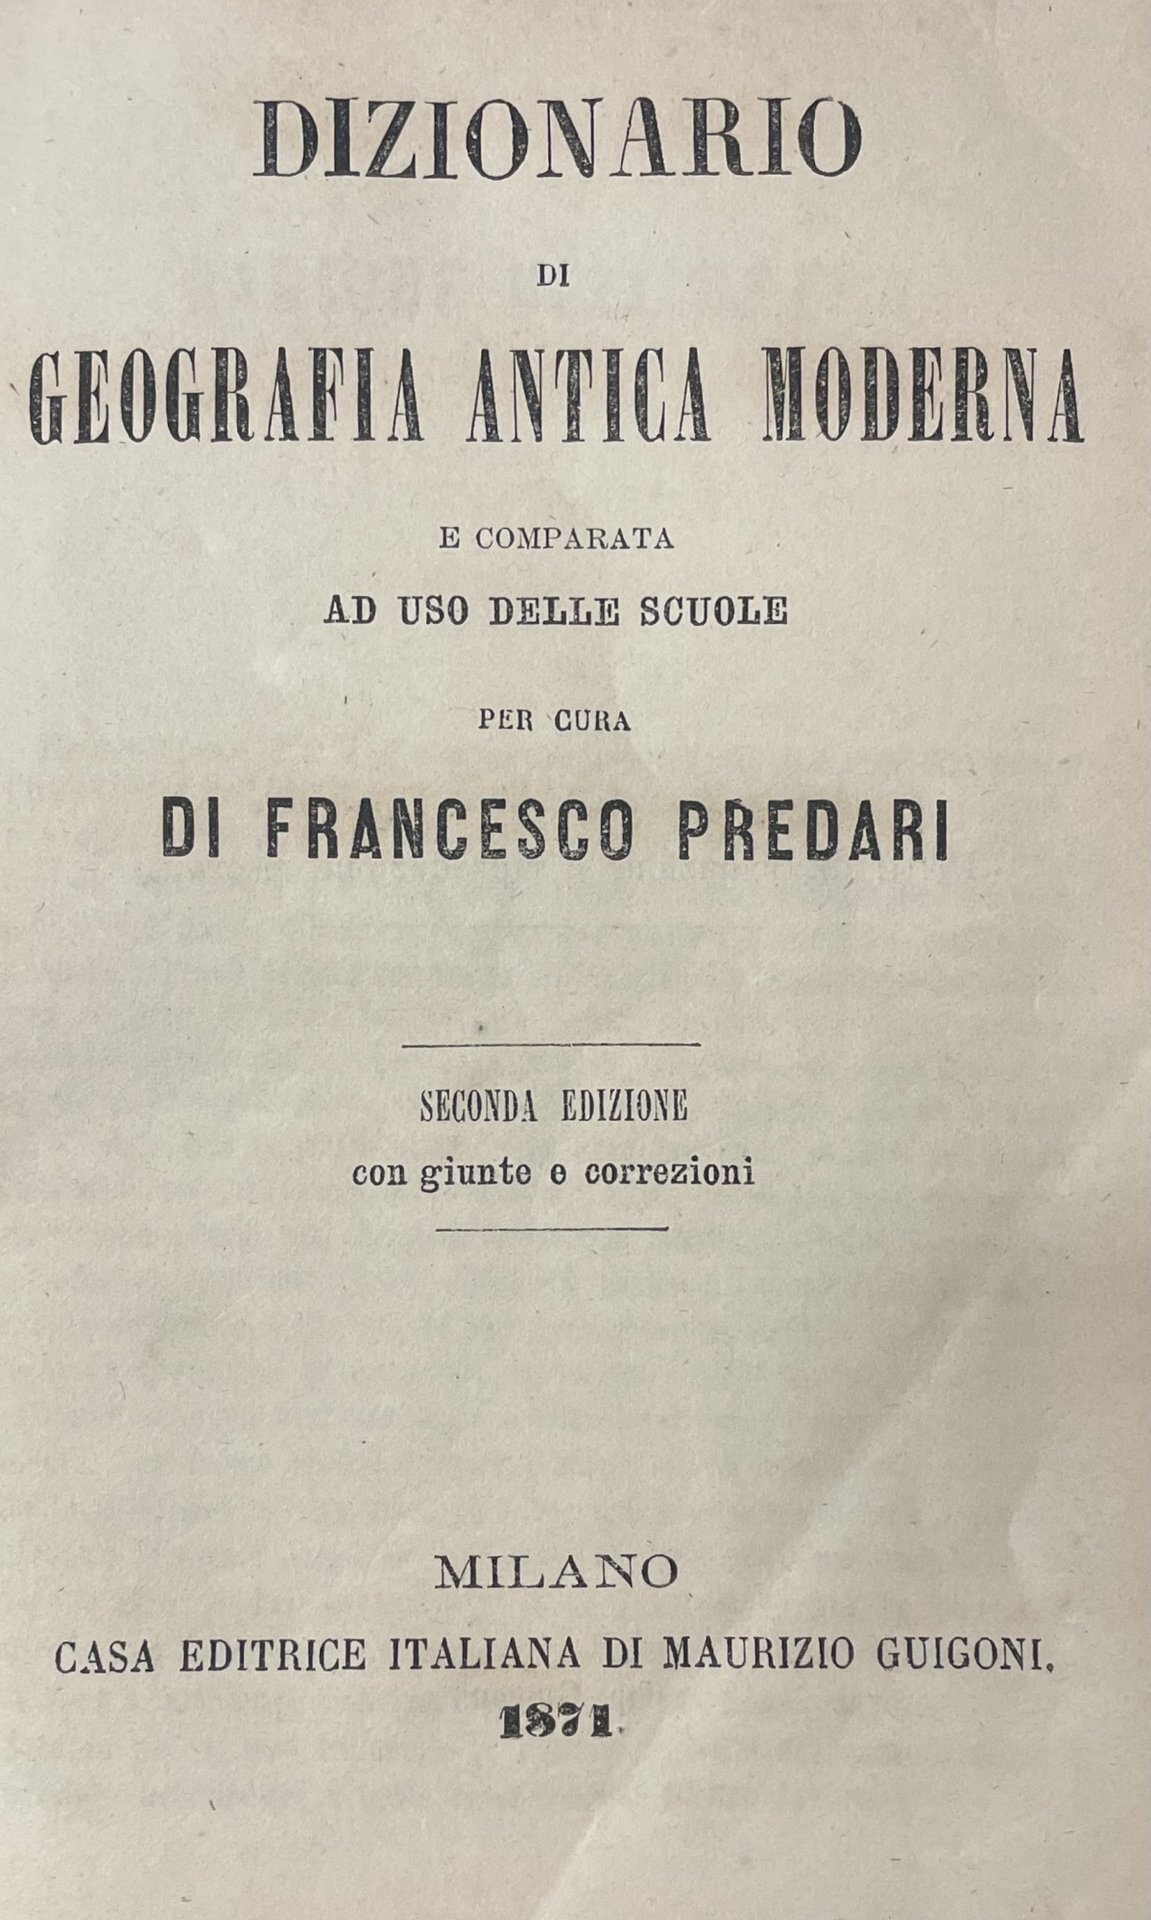 DIZIONARIO
DI
GEOGRAFIA ANTICA MODERNA
E COMPARATA
AD USO DELLE SCUOLE
PER CURA
DI FRANCESCO PREDARI
SECONDA EDIZIONE
con giunte e correzioni
MILANO
CASA EDITRICE ITALIANA DI MAURIZIO GUIGONI.
1871.